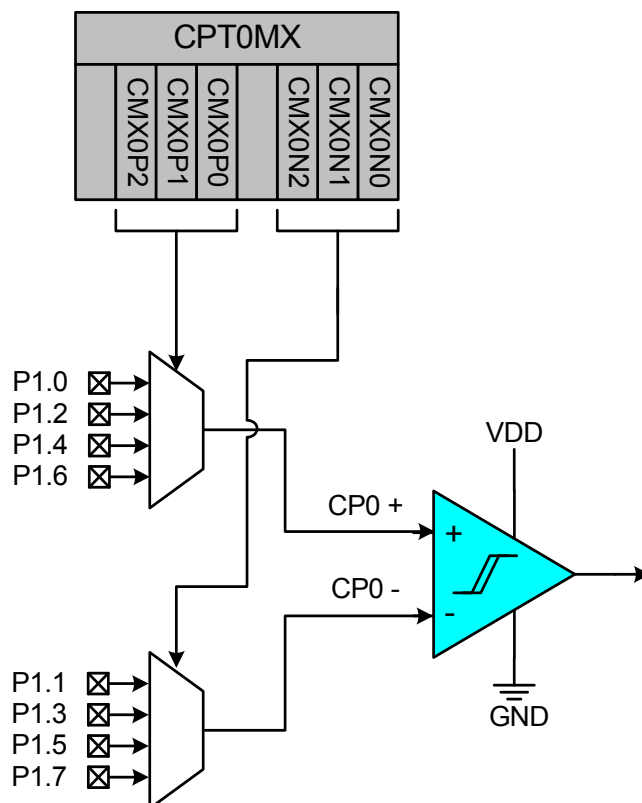 CPT0MX
CMX0P2
CMX0P1
CMX0P0
CMX0N2
CMX0N1
CMX0N0
P1.0
P1.2
P1.4
P1.6
VDD
CP0 +
+
CP0 -
-
GND
P1.1
P1.3
P1.5
P1.7